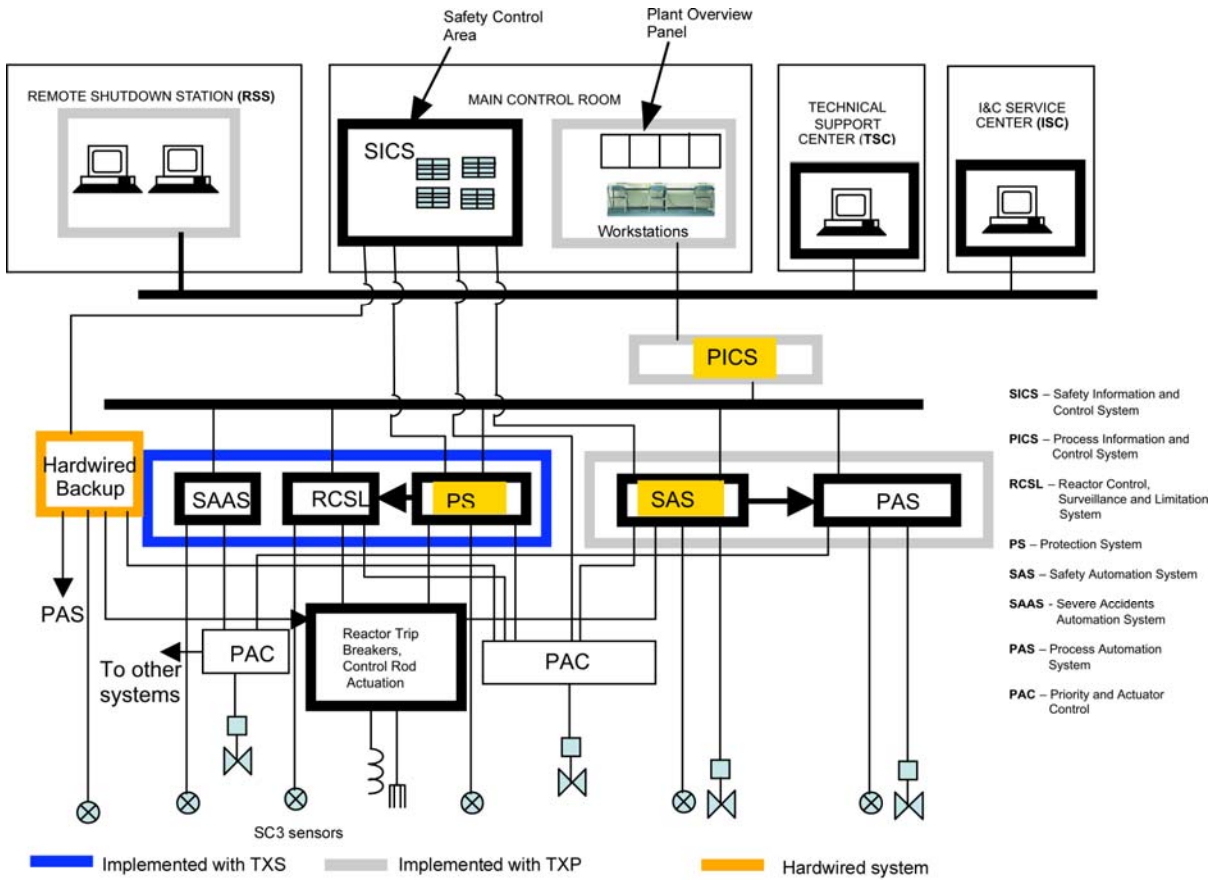 Safety Control
Area
Plant Overview
Panel
REMOTE SHUTDOWN STATION (RSS)
MAIN CONTROL ROOM
TECHNICAL
SUPPORT
CENTER (TSC)
I&C SERVICE
CENTER (ISC)
SICS
Workstations
PICS
Hardwired
Backup
SAAS
RCSL
PS
SAS
PAS
PAS
To other
systems
PAC
Reactor Trip
Breakers,
Control Rod
Actuation
PAC
SC3 sensors
SICS – Safety Information and
Control System
PICS – Process Information and
Control System
RCSL – Reactor Control,
Surveillance and Limitation
System
PS – Protection System
SAS – Safety Automation System
SAAS - Severe Accidents
Automation System
PAS – Process Automation
System
PAC – Priority and Actuator
Control
Implemented with TXS
Implemented with TXP
Hardwired system